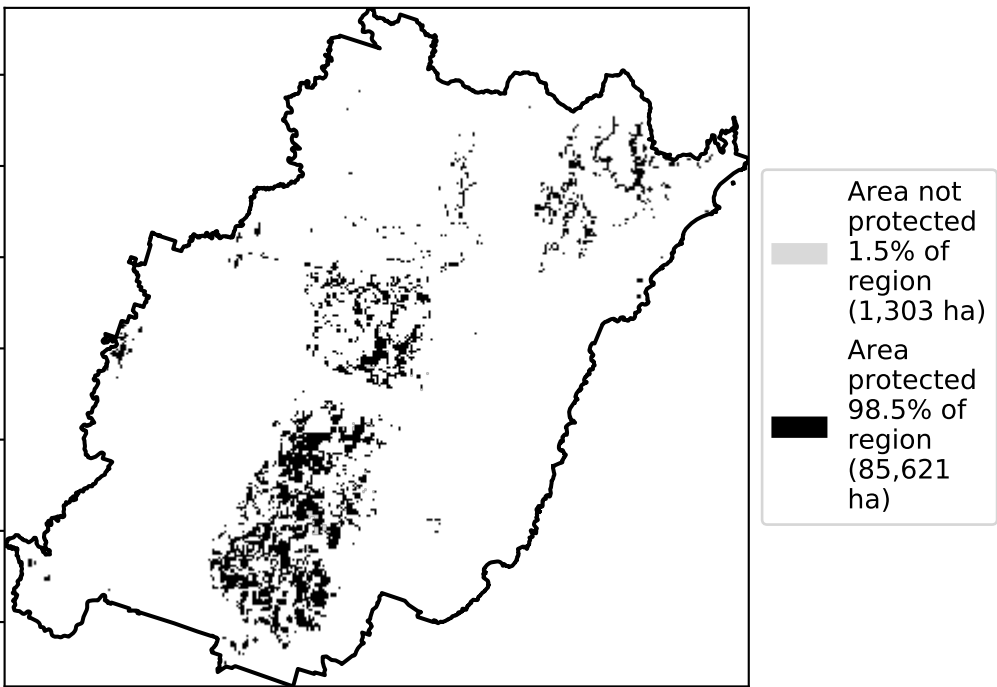 Area not
protected
1.5% of
region
(1,303 ha)
Area
protected
98.5% of
region
(85,621
ha)